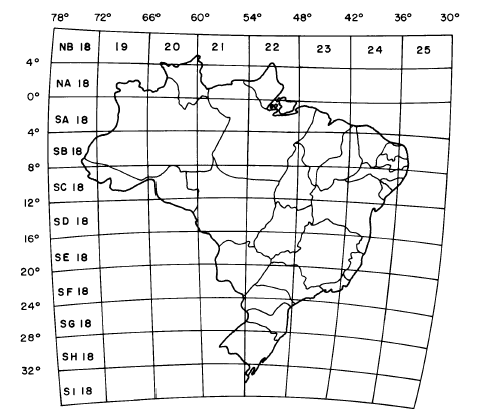 78° 72° 66° 60° 54° 48° 42° 36° 30°
NB 18 19 20 21 22 23 24 25
4°
NA 18
0°
SA 18
4°
SB 18
8°
SC 18
12°
SD 18
16°
SE 18
20°
SF 18
24°
SG 18
28°
SH 18
32°
SI 18